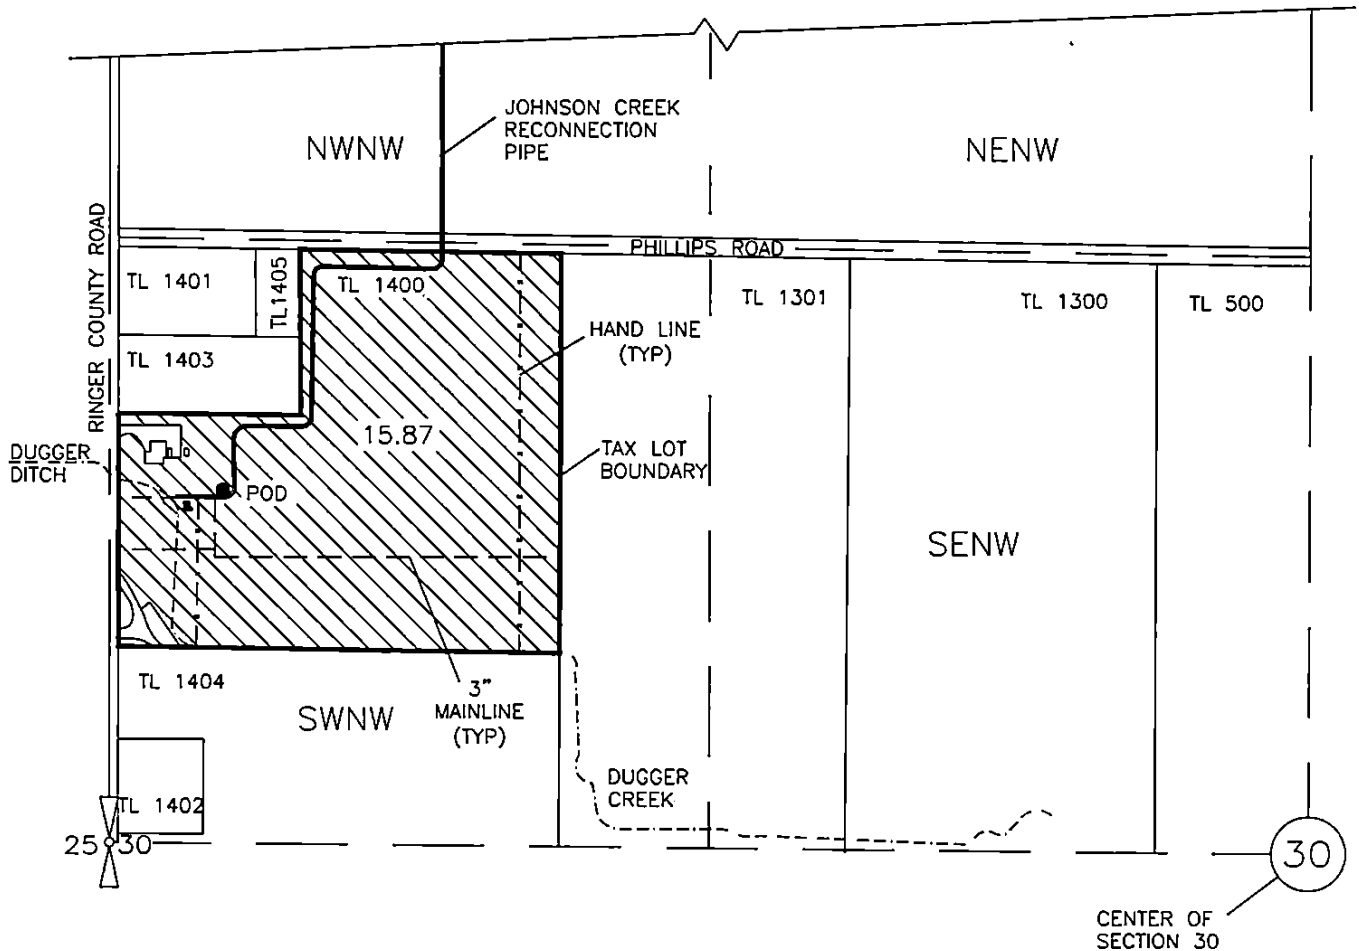 JOHNSON CREEK
RECONNECTION
PIPE
NWNW
NENW
RINGER COUNTY ROAD
PHILLIPS ROAD
TL 1401
TL1405
TL 1400
TL 1301
TL 1300
TL 500
HAND LINE
(TYP)
TL 1403
15.87
TAX LOT
BOUNDARY
DUGGER
DITCH
POD
SENW
TL 1404
3"
MAINLINE
(TYP)
SWNW
DUGGER
CREEK
TL 1402
25
30
30
CENTER OF
SECTION 30